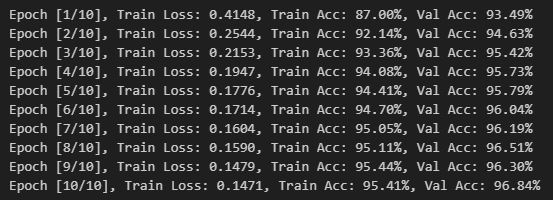 Epoch [1/10], Train Loss: 0.4148, Train Acc: 87.00%, Val Acc: 93.49%
Epoch [2/10], Train Loss: 0.2544, Train Acc: 92.14%, Val Acc: 94.63%
Epoch [3/10], Train Loss: 0.2153, Train Acc: 93.36%, Val Acc: 95.42%
Epoch [4/10], Train Loss: 0.1947, Train Acc: 94.08%, Val Acc: 95.73%
Epoch [5/10], Train Loss: 0.1776, Train Acc: 94.41%, Val Acc: 95.79%
Epoch [6/10], Train Loss: 0.1714, Train Acc: 94.70%, Val Acc: 96.04%
Epoch [7/10], Train Loss: 0.1604, Train Acc: 95.05%, Val Acc: 96.19%
Epoch [8/10], Train Loss: 0.1590, Train Acc: 95.11%, Val Acc: 96.51%
Epoch [9/10], Train Loss: 0.1479, Train Acc: 95.44%, Val Acc: 96.30%
Epoch [10/10], Train Loss: 0.1471, Train Acc: 95.41%, Val Acc: 96.84%